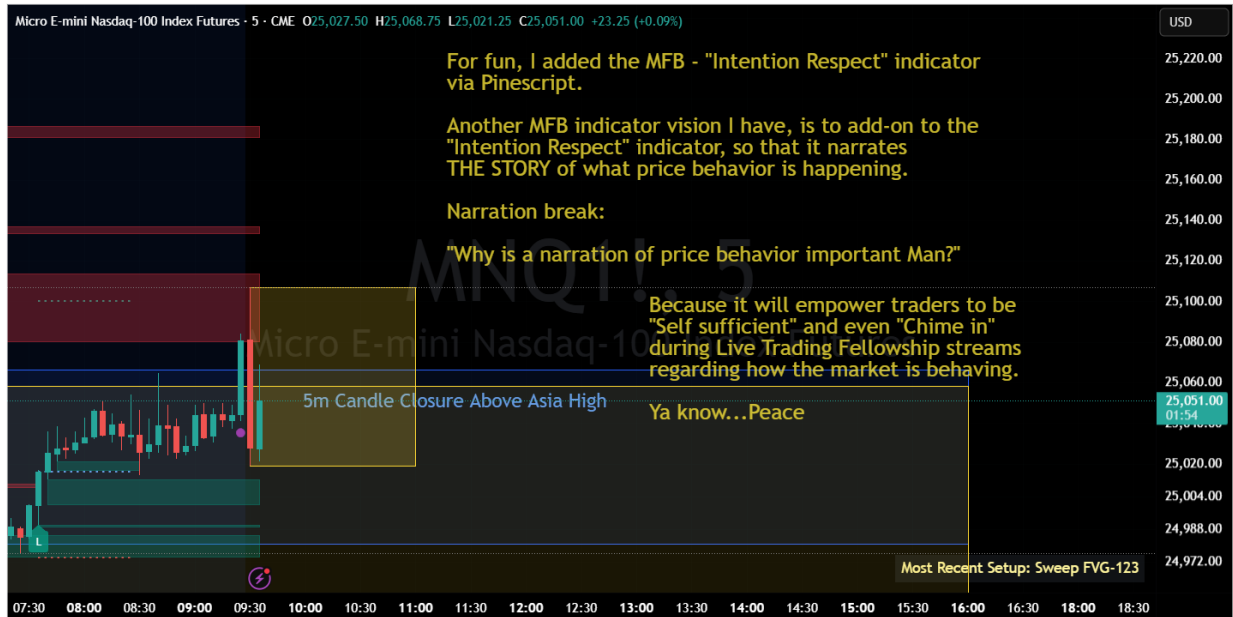 Micro E-mini Nasdaq-100 Index Futures · 5 · CME O25,027.50 H25,068.75 L25,021.25 C25,051.00 +23.25 (+0.09%)
USD
For fun, I added the MFB - "Intention Respect" indicator
via Pinescript.
Another MFB indicator vision I have, is to add-on to the
"Intention Respect" indicator, so that it narrates
THE STORY of what price behavior is happening.
Narration break:
"Why is a narration of price behavior important Man?"
Because it will empower traders to be
"Self sufficient" and even "Chime in"
during Live Trading Fellowship streams
regarding how the market is behaving.
Ya know...Peace
MNQ1!, 5
Micro E-mini Nasdaq-100 Index Futures
5m Candle Closure Above Asia High
25,220.00
25,200.00
25,180.00
25,160.00
25,140.00
25,120.00
25,100.00
25,080.00
25,060.00
25,051.00
01:54
25,020.00
25,004.00
24,988.00
24,972.00
L
Most Recent Setup: Sweep FVG-123
07:30 08:00 08:30 09:00 09:30 10:00 10:30 11:00 11:30 12:00 12:30 13:00 13:30 14:00 14:30 15:00 15:30 16:00 16:30 18:00 18:30